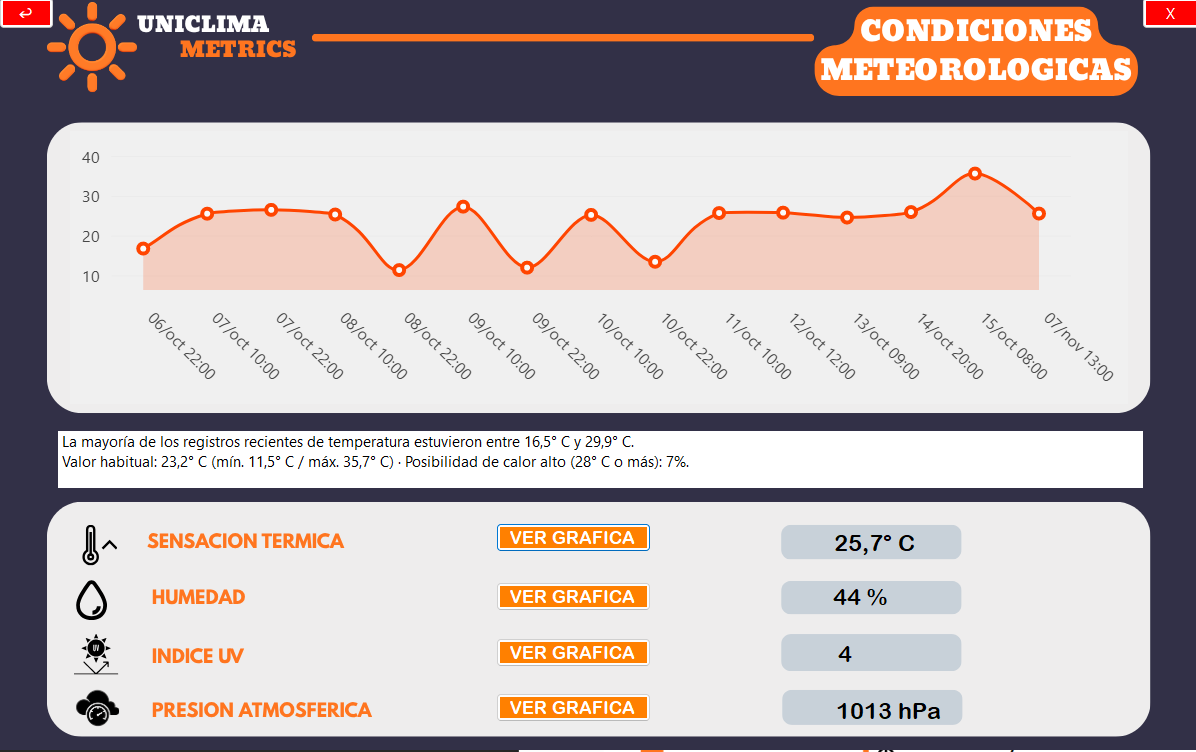 ↩
X
UNICLIMA
METRICS
CONDICIONES
METEOROLOGICAS
40
30
20
10
06/oct 22:00
07/oct 10:00
07/oct 22:00
08/oct 10:00
08/oct 22:00
09/oct 10:00
09/oct 22:00
10/oct 10:00
10/oct 22:00
11/oct 10:00
12/oct 12:00
13/oct 09:00
14/oct 20:00
15/oct 08:00
07/nov 13:00
La mayoría de los registros recientes de temperatura estuvieron entre 16,5° C y 29,9° C.
Valor habitual: 23,2° C (mín. 11,5° C / máx. 35,7° C) · Posibilidad de calor alto (28° C o más): 7%.
SENSACION TERMICA
VER GRAFICA
25,7° C
HUMEDAD
VER GRAFICA
44 %
UV
INDICE UV
VER GRAFICA
4
PRESION ATMOSFERICA
VER GRAFICA
1013 hPa